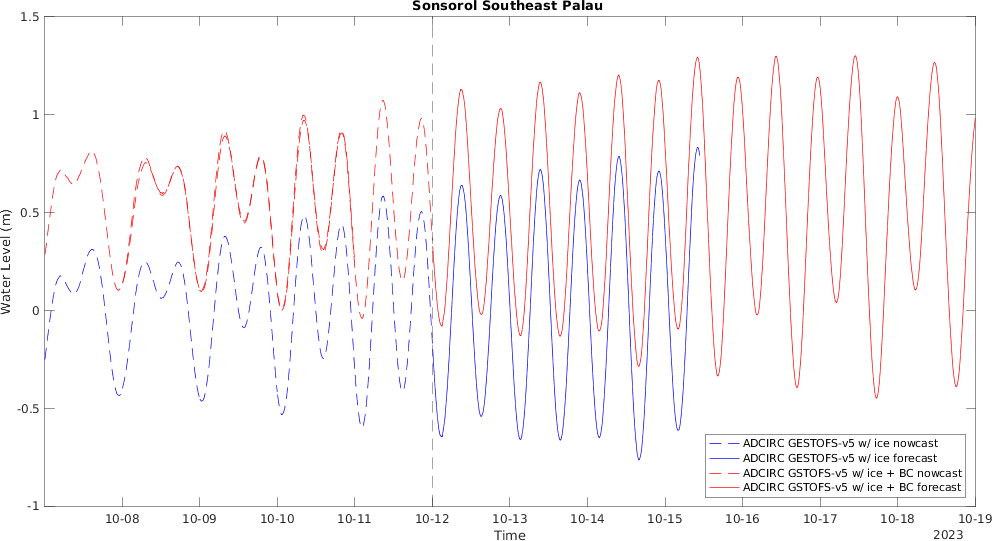 Sonsorol Southeast Palau
1.5
1
0.5
0
-0.5
-1
Water Level (m)
ADCIRC GESTOFS-v5 w/ ice nowcast
ADCIRC GESTOFS-v5 w/ ice forecast
ADCIRC GSTOFS-v5 w/ ice + BC nowcast
ADCIRC GSTOFS-v5 w/ ice + BC forecast
10-08 10-09 10-10 10-11 10-12 10-13 10-14 10-15 10-16 10-17 10-18 10-19
Time
2023